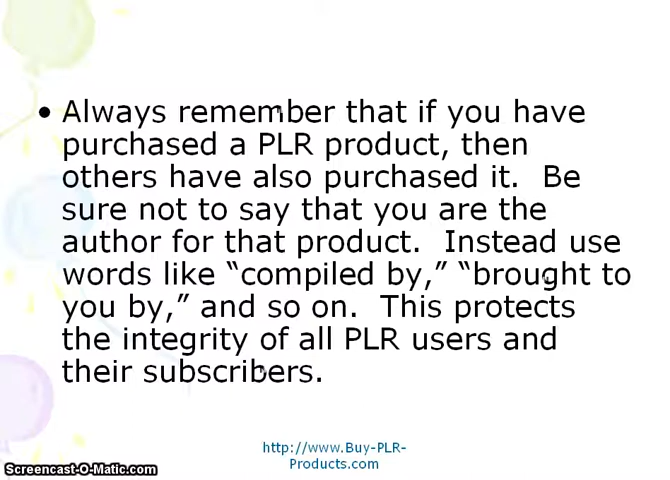 • Always remember that if you have
purchased a PLR product, then
others have also purchased it.  Be
sure not to say that you are the
author for that product.  Instead use
words like “compiled by,” “brought to
you by,” and so on.  This protects
the integrity of all PLR users and
their subscribers.
http://www.Buy-PLR-
Products.com
Screencast-O-Matic.com